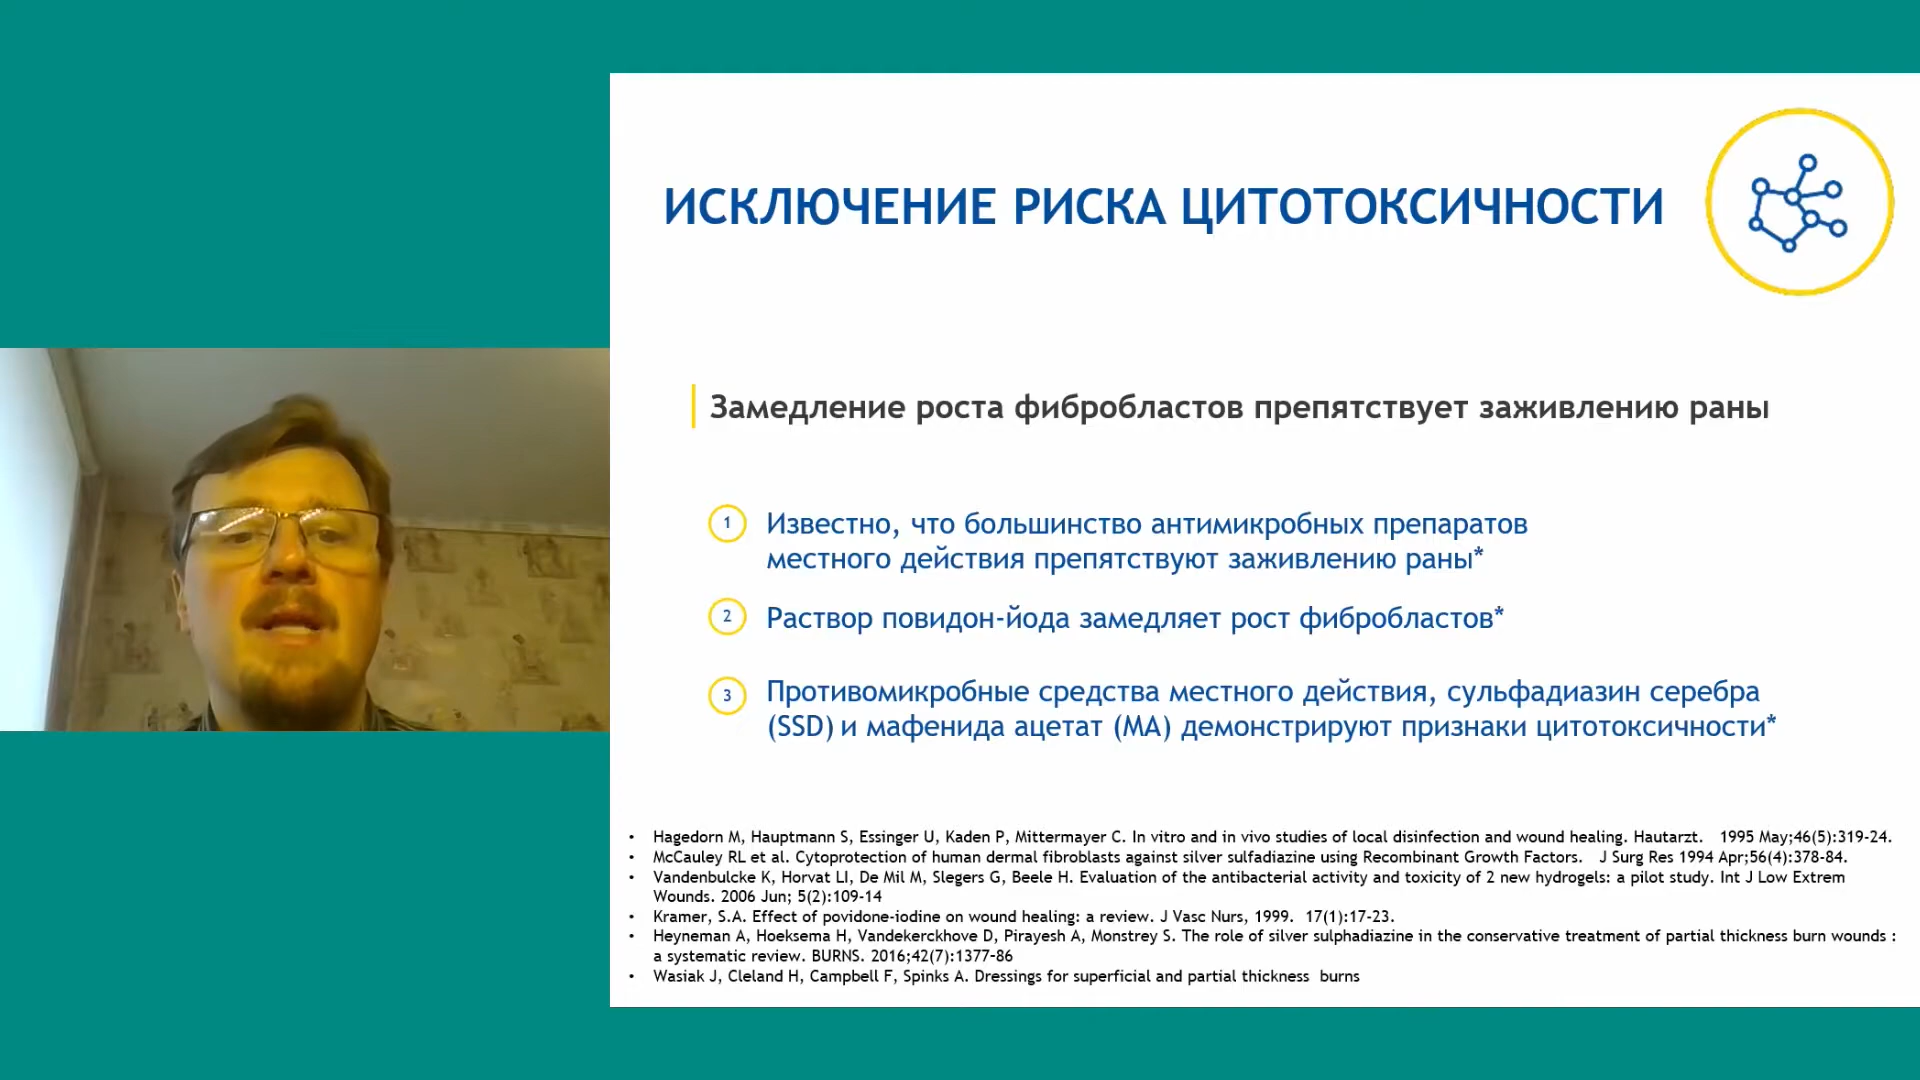 ИСКЛЮЧЕНИЕ РИСКА ЦИТОТОКСИЧНОСТИ
Замедление роста фибробластов препятствует заживлению раны
1 Известно, что большинство антимикробных препаратов
местного действия препятствуют заживлению раны*
2 Раствор повидон-йода замедляет рост фибробластов*
3 Противомикробные средства местного действия, сульфадиазин серебра
(SSD) и мафенида ацетат (МА) демонстрируют признаки цитотоксичности*
• Hagedorn M, Hauptmann S, Essinger U, Kaden P, Mittermayer C. In vitro and in vivo studies of local disinfection and wound healing. Hautarzt. 1995 May;46(5):319-24.
• McCauley RL et al. Cytoprotection of human dermal fibroblasts against silver sulfadiazine using Recombinant Growth Factors. J Surg Res 1994 Apr;56(4):378-84.
• Vandenbulcke K, Horvat LI, De Mil M, Slegers G, Beele H. Evaluation of the antibacterial activity and toxicity of 2 new hydrogels: a pilot study. Int J Low Extrem
Wounds. 2006 Jun; 5(2):109-14
• Kramer, S.A. Effect of povidone-iodine on wound healing: a review. J Vasc Nurs, 1999. 17(1):17-23.
• Heyneman A, Hoeksema H, Vandekerckhove D, Pirayesh A, Monstrey S. The role of silver sulphadiazine in the conservative treatment of partial thickness burn wounds :
a systematic review. BURNS. 2016;42(7):1377-86
• Wasiak J, Cleland H, Campbell F, Spinks A. Dressings for superficial and partial thickness burns